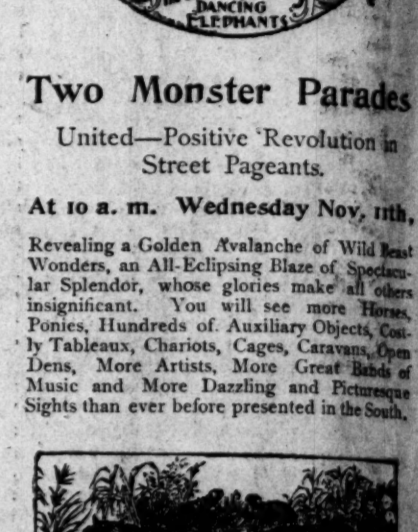 DANCING
ELEPHANTS
Two Monster Parades
United—Positive Revolution in
Street Pageants.
At 10 a. m. Wednesday Nov, 11th,
Revealing a Golden Avalanche of Wild Beast
Wonders, an All-Eclipsing Blaze of Spectacu-
lar Splendor, whose glories make all others
insignificant. You will see more Horses,
Ponies, Hundreds of Auxiliary Objects, Cost-
ly Tableaux, Chariots, Cages, Caravans, Open
Dens, More Artists, More Great Bands of
Music and More Dazzling and Picturesque
Sights than ever before presented in the South.